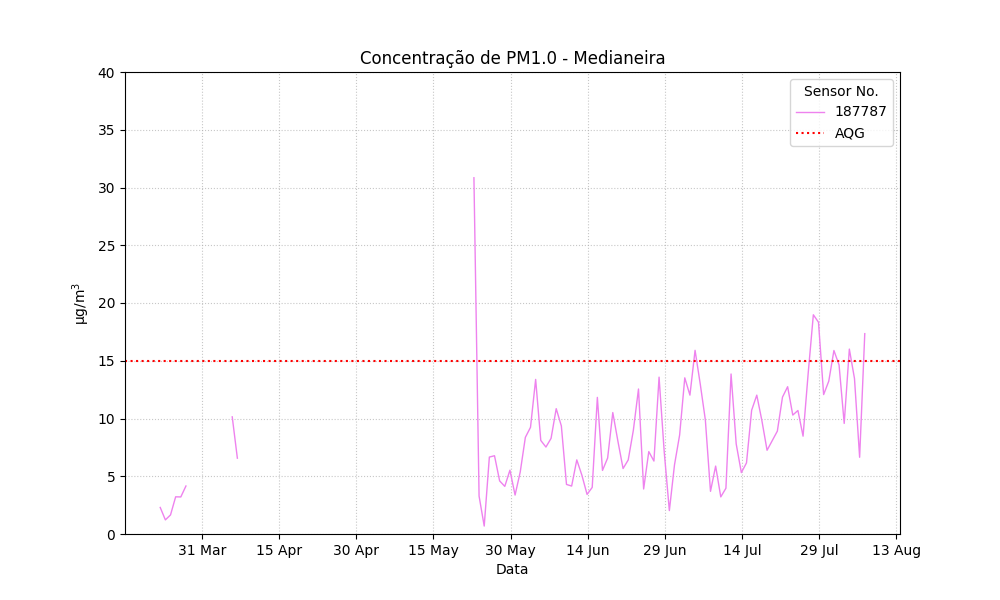 Concentração de PM1.0 - Medianeira
40
35
30
25
20
15
10
5
0
µg/m³
Sensor No.
187787
AQG
31 Mar 15 Apr 30 Apr 15 May 30 May 14 Jun 29 Jun 14 Jul 29 Jul 13 Aug
Data